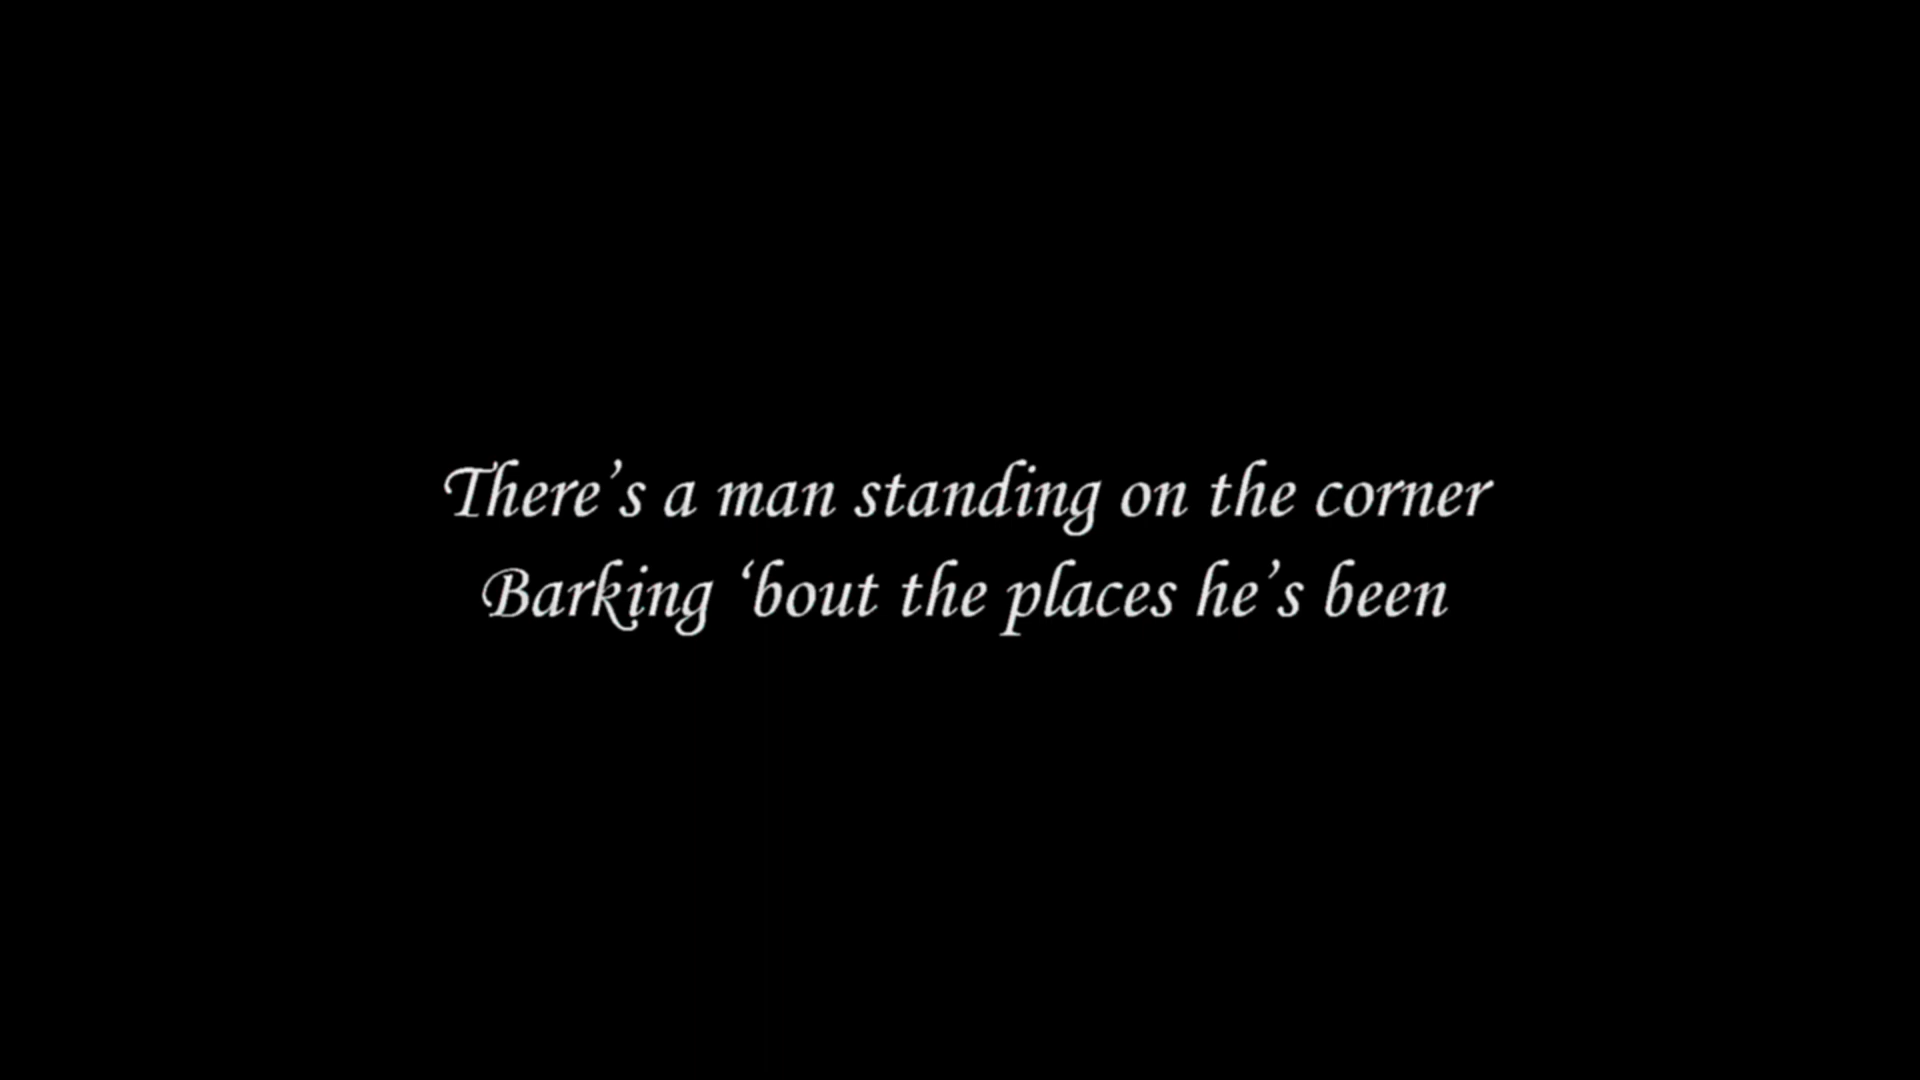 There’s a man standing on the corner
Barking ‘bout the places he’s been